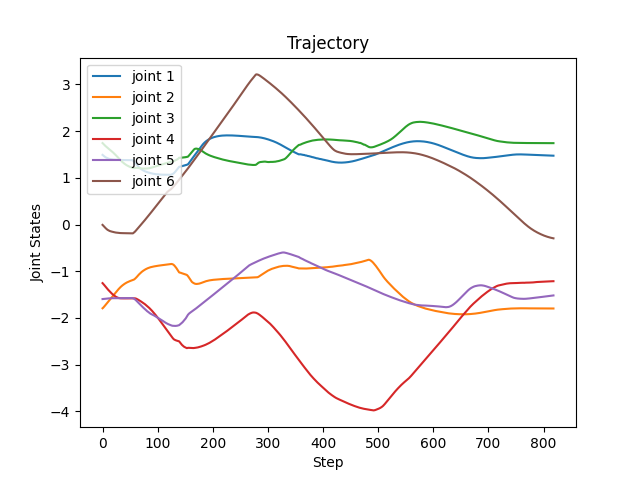 Trajectory
joint 1
joint 2
joint 3
joint 4
joint 5
joint 6
3
2
1
0
−1
−2
−3
−4
Joint States
0 100 200 300 400 500 600 700 800
Step